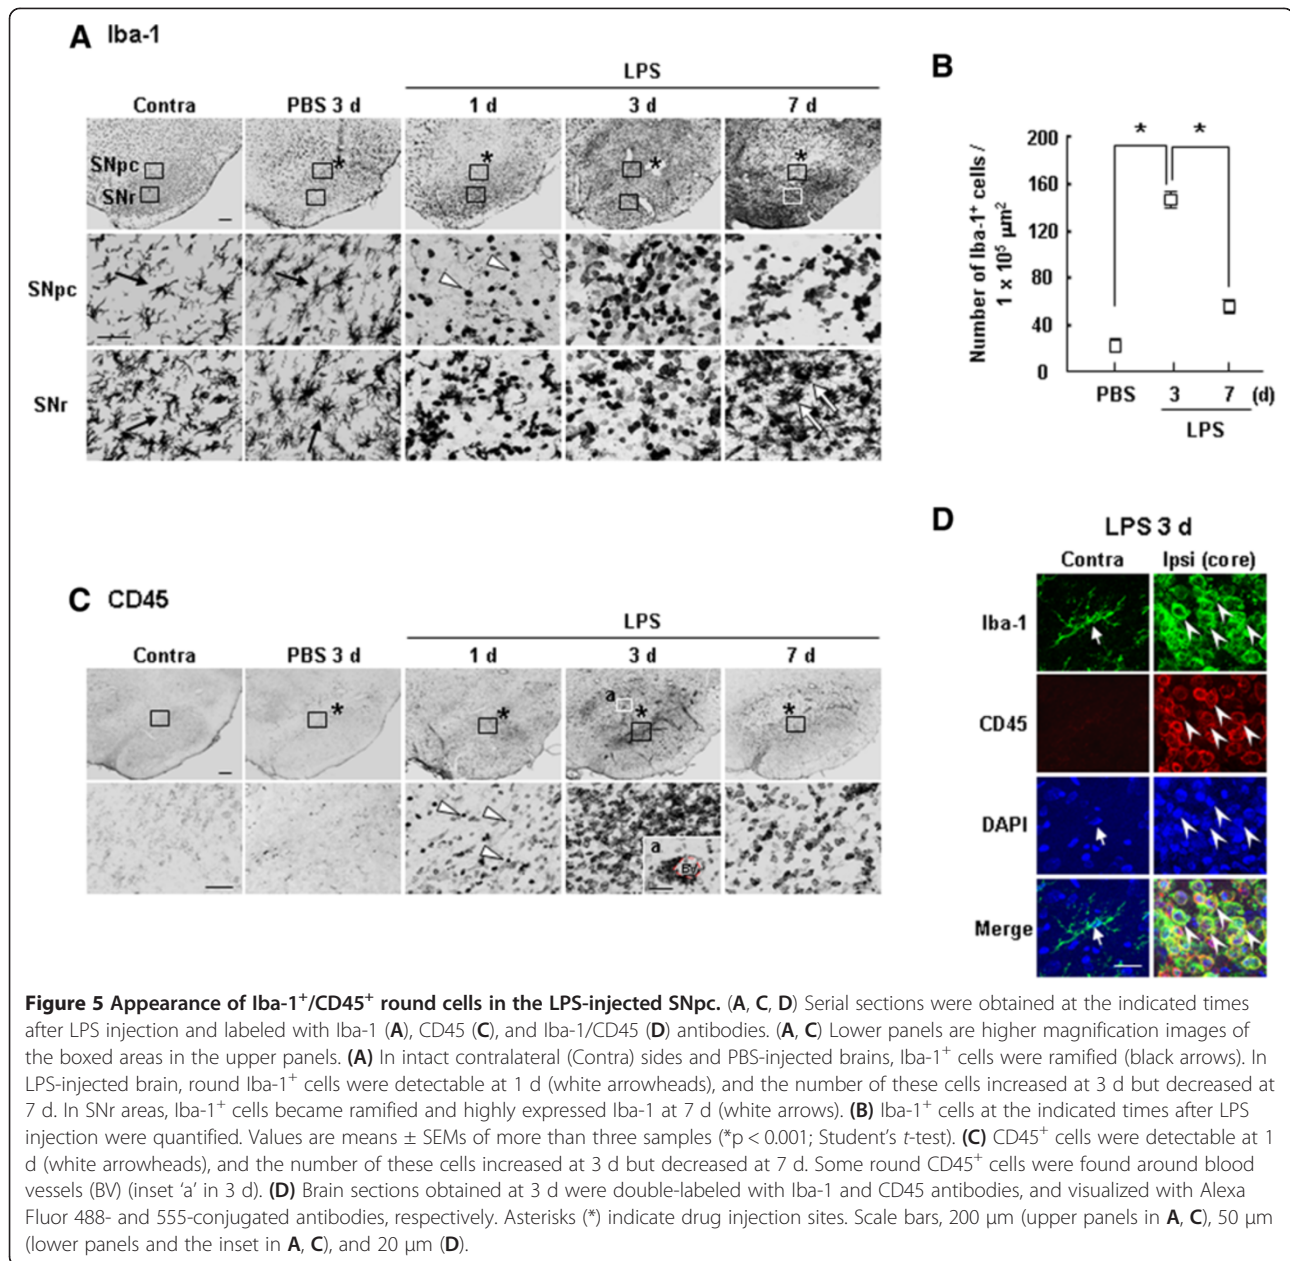 A Iba-1
LPS
Contra PBS 3 d 1 d 3 d 7 d
SNpc
*
*
*
*
SNr
SNpc
SNr
B
Number of Iba-1+ cells /
1 x 10⁵ μm²
* *
200
160
120
80
40
0
PBS 3 7 (d)
LPS
C CD45
LPS
Contra PBS 3 d 1 d 3 d 7 d
*
*
a
*
*
a
BV
D
LPS 3 d
Contra Ipsi (core)
Iba-1
CD45
DAPI
Merge
Figure 5 Appearance of Iba-1⁺/CD45⁺ round cells in the LPS-injected SNpc. (A, C, D) Serial sections were obtained at the indicated times
after LPS injection and labeled with Iba-1 (A), CD45 (C), and Iba-1/CD45 (D) antibodies. (A, C) Lower panels are higher magnification images of
the boxed areas in the upper panels. (A) In intact contralateral (Contra) sides and PBS-injected brains, Iba-1⁺ cells were ramified (black arrows). In
LPS-injected brain, round Iba-1⁺ cells were detectable at 1 d (white arrowheads), and the number of these cells increased at 3 d but decreased at
7 d. In SNr areas, Iba-1⁺ cells became ramified and highly expressed Iba-1 at 7 d (white arrows). (B) Iba-1⁺ cells at the indicated times after LPS
injection were quantified. Values are means ± SEMs of more than three samples (*p < 0.001; Student's t-test). (C) CD45⁺ cells were detectable at 1
d (white arrowheads), and the number of these cells increased at 3 d but decreased at 7 d. Some round CD45⁺ cells were found around blood
vessels (BV) (inset 'a' in 3 d). (D) Brain sections obtained at 3 d were double-labeled with Iba-1 and CD45 antibodies, and visualized with Alexa
Fluor 488- and 555-conjugated antibodies, respectively. Asterisks (*) indicate drug injection sites. Scale bars, 200 μm (upper panels in A, C), 50 μm
(lower panels and the inset in A, C), and 20 μm (D).